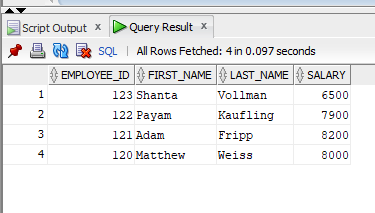 Script Output x Query Result x
SQL | All Rows Fetched: 4 in 0.097 seconds
EMPLOYEE_ID FIRST_NAME LAST_NAME SALARY
1 123 Shanta Vollman 6500
2 122 Payam Kaufling 7900
3 121 Adam Fripp 8200
4 120 Matthew Weiss 8000